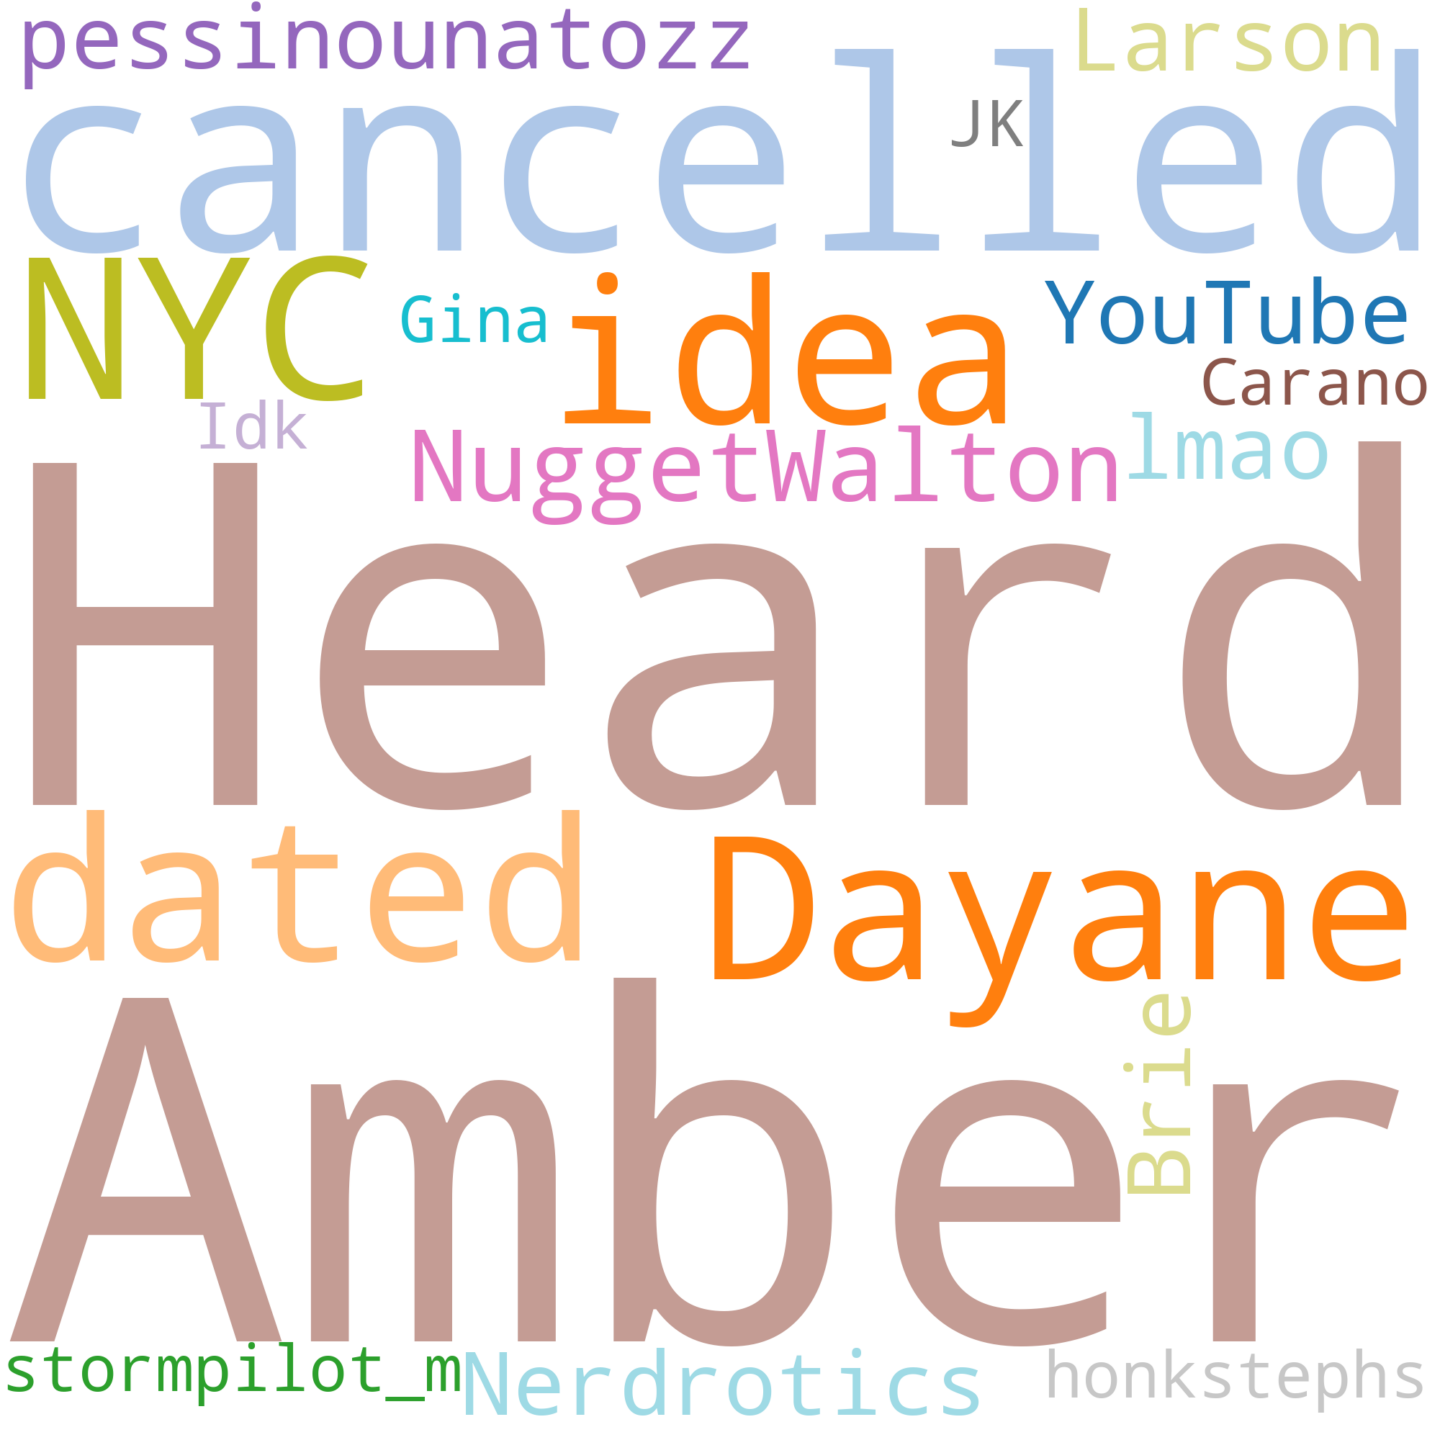 pessinounatozz
Larson
cancelled
JK
NYC
Gina
idea
YouTube
Carano
Idk
NuggetWalton
lmao
Heard
dated
Dayane
Amber
Brie
stormpilot_m
Nerdrotics
honkstephs